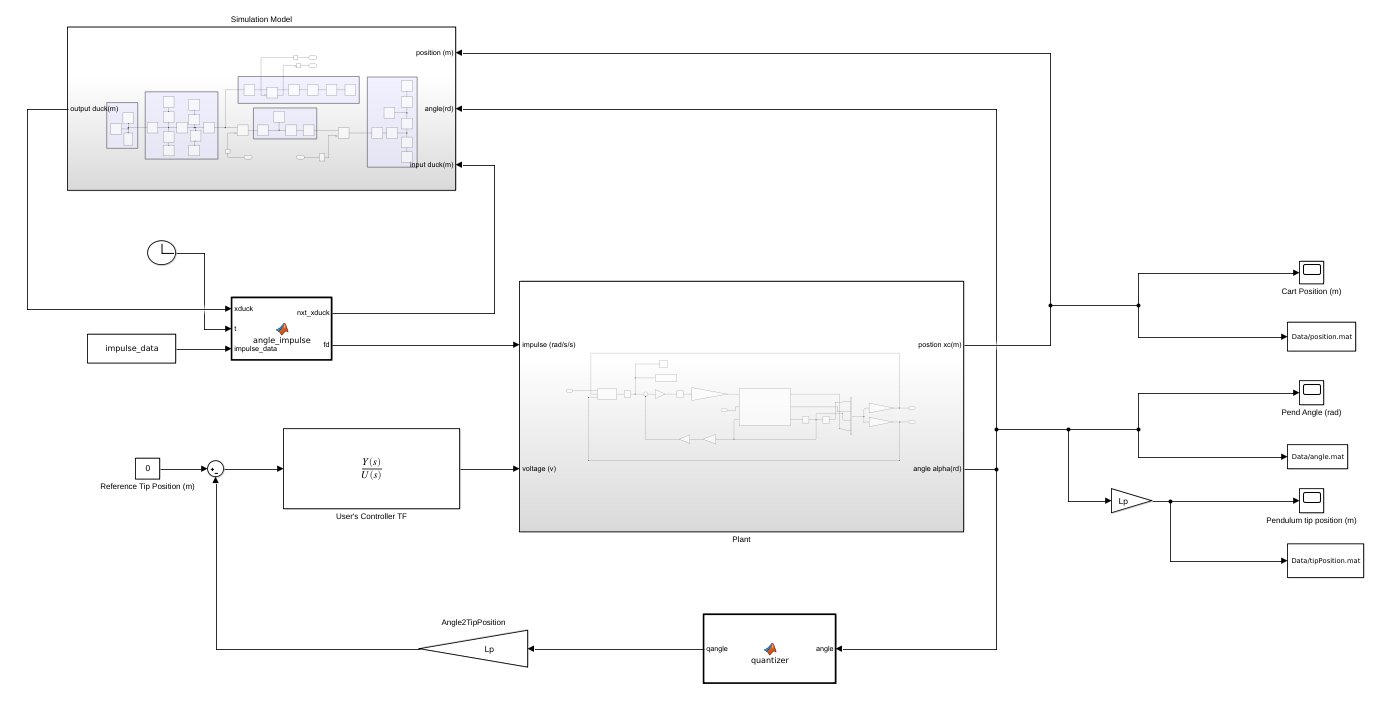 Simulation Model
position (m)
output duck(m)
angle(rd)
input duck(m)
xduck
nxt_xduck
t
angle_impulse
impulse_data
fd
impulse_data
impulse (rad/s/s)
postion xc(m)
voltage (v)
angle alpha(rd)
Plant
Cart Position (m)
Data/position.mat
Pend Angle (rad)
Data/angle.mat
Lp
Pendulum tip position (m)
Data/tipPosition.mat
0
Reference Tip Position (m)
+
-
Y(s)
U(s)
User's Controller TF
Angle2TipPosition
Lp
qangle
angle
quantizer